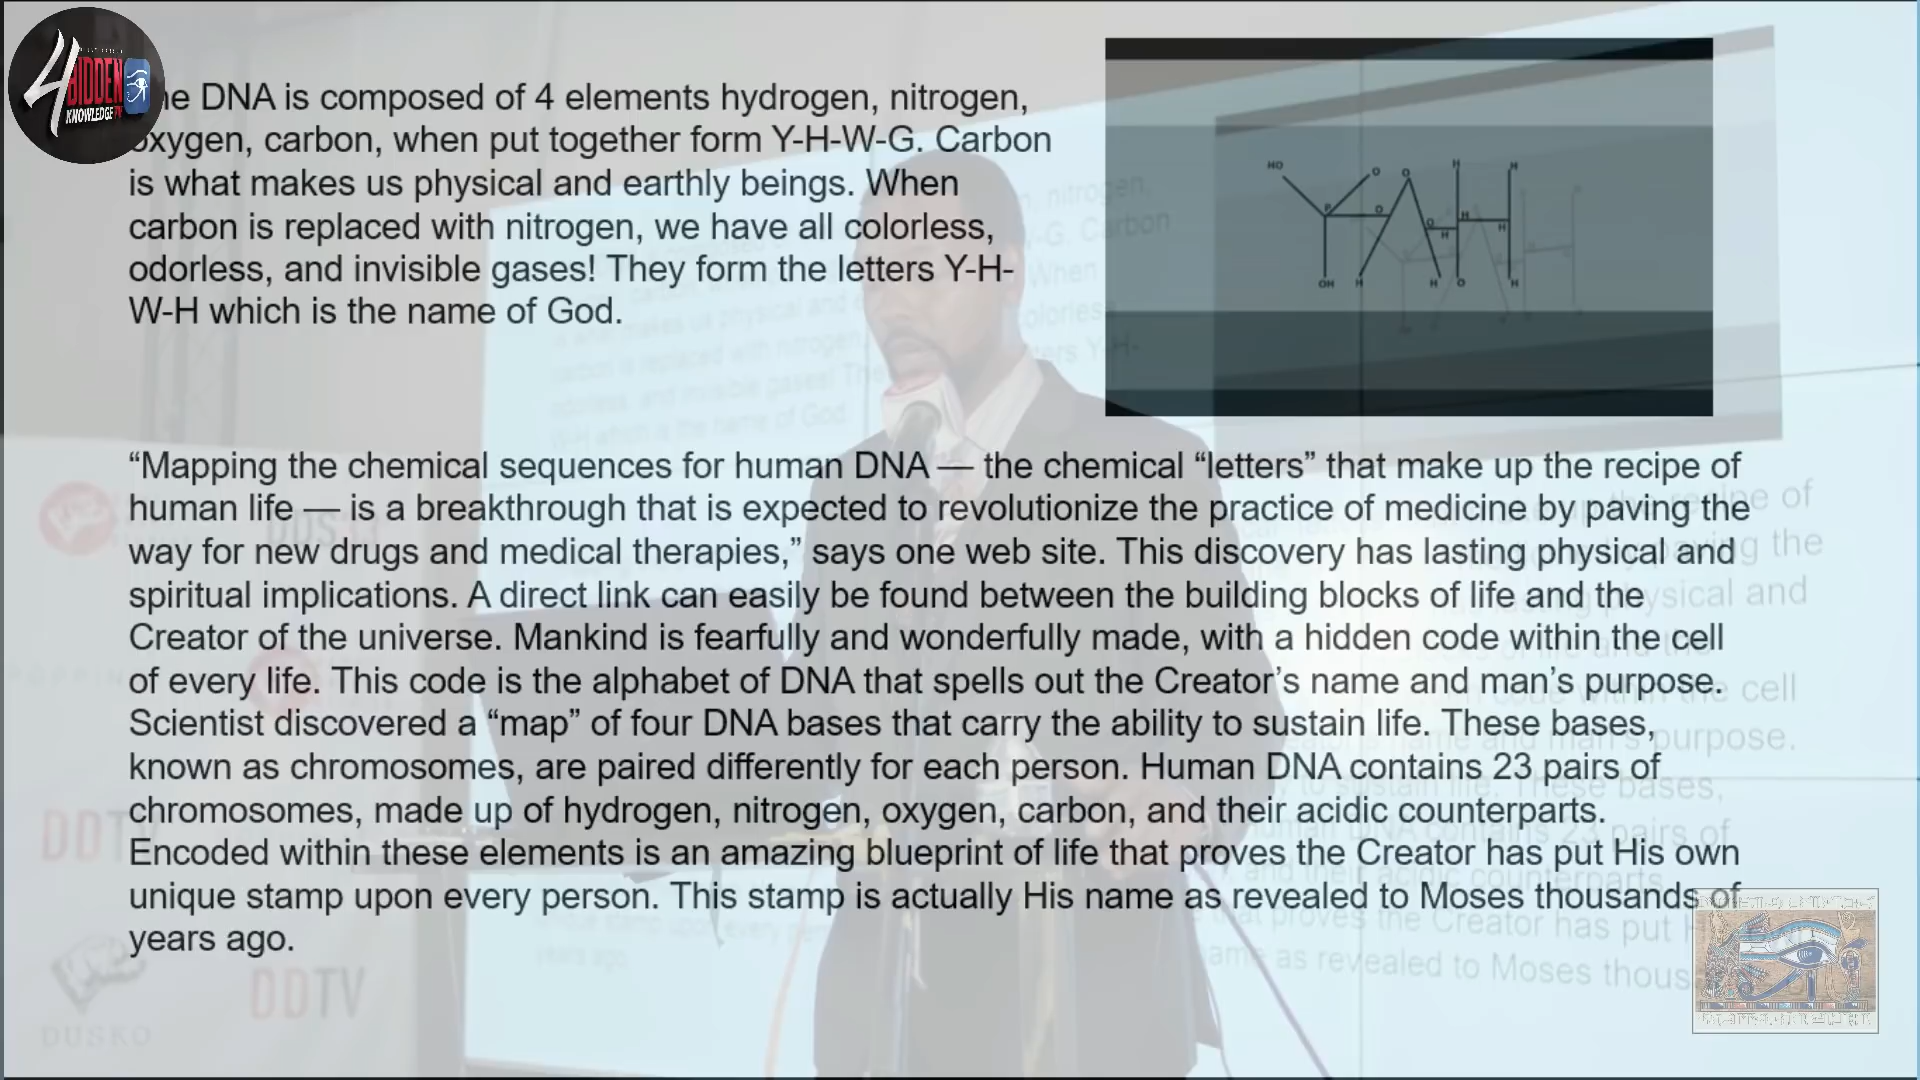 4
HIDDEN
KNOWLEDGE TV
he DNA is composed of 4 elements hydrogen, nitrogen,
oxygen, carbon, when put together form Y-H-W-G. Carbon
is what makes us physical and earthly beings. When
carbon is replaced with nitrogen, we have all colorless,
odorless, and invisible gases! They form the letters Y-H-
W-H which is the name of God.
HO O O H H
P O O H H
H
OH H H O H
“Mapping the chemical sequences for human DNA — the chemical “letters” that make up the recipe of
human life — is a breakthrough that is expected to revolutionize the practice of medicine by paving the
way for new drugs and medical therapies,” says one web site. This discovery has lasting physical and
spiritual implications. A direct link can easily be found between the building blocks of life and the
Creator of the universe. Mankind is fearfully and wonderfully made, with a hidden code within the cell
of every life. This code is the alphabet of DNA that spells out the Creator’s name and man’s purpose.
Scientist discovered a “map” of four DNA bases that carry the ability to sustain life. These bases,
known as chromosomes, are paired differently for each person. Human DNA contains 23 pairs of
chromosomes, made up of hydrogen, nitrogen, oxygen, carbon, and their acidic counterparts.
Encoded within these elements is an amazing blueprint of life that proves the Creator has put His own
unique stamp upon every person. This stamp is actually His name as revealed to Moses thousands of
years ago.
DDTV
DDTV
DUSKO